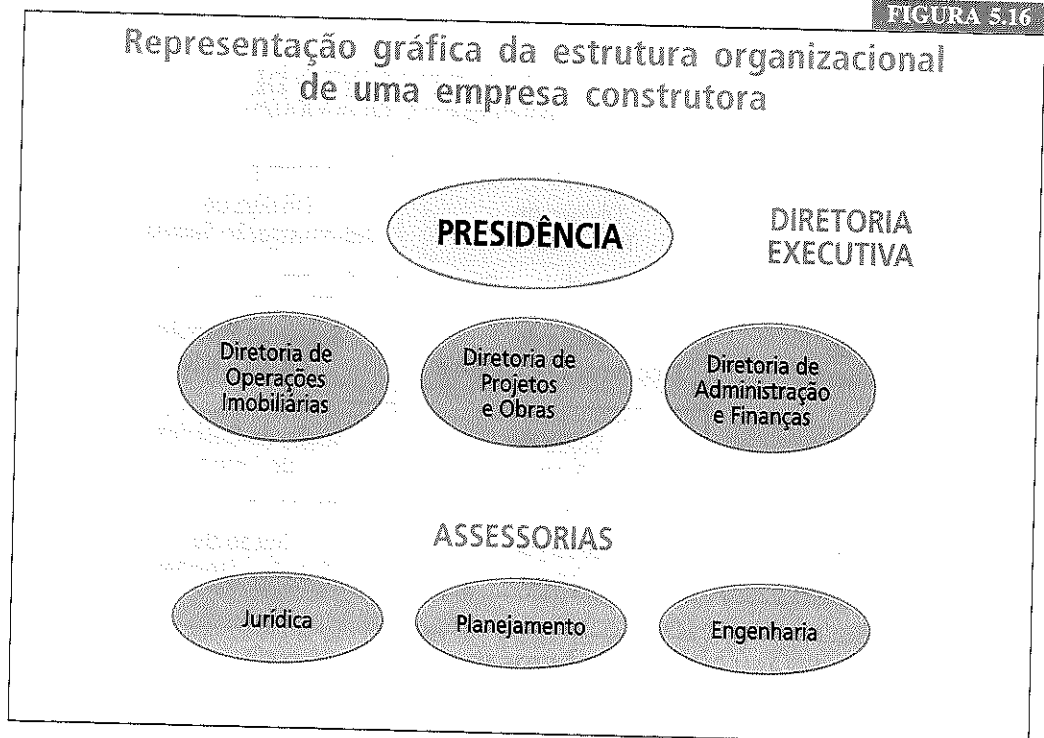 FIGURA 5.16
Representação gráfica da estrutura organizacional
de uma empresa construtora
PRESIDÊNCIA
DIRETORIA
EXECUTIVA
Diretoria de
Operações
Imobiliárias
Diretoria de
Projetos
e Obras
Diretoria de
Administração
e Finanças
ASSESSORIAS
Jurídica
Planejamento
Engenharia